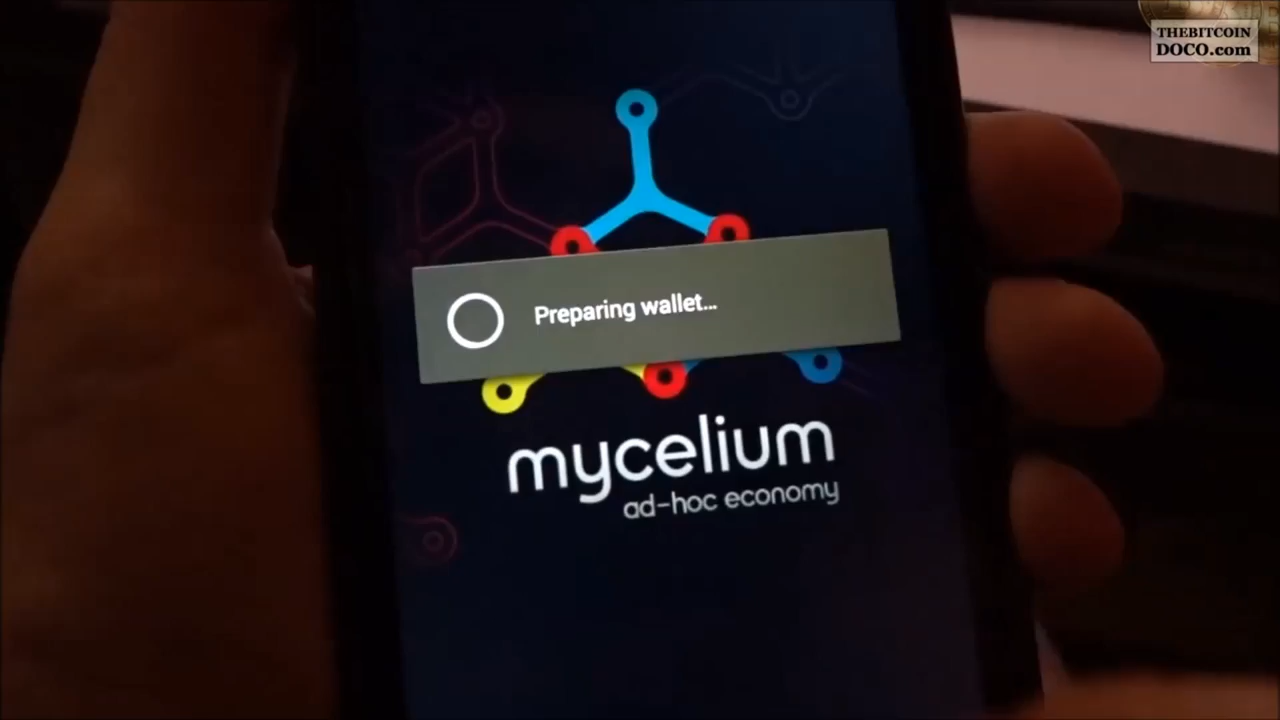 THEBITCOIN
DOCO.com
Preparing wallet...
mycelium
ad-hoc economy